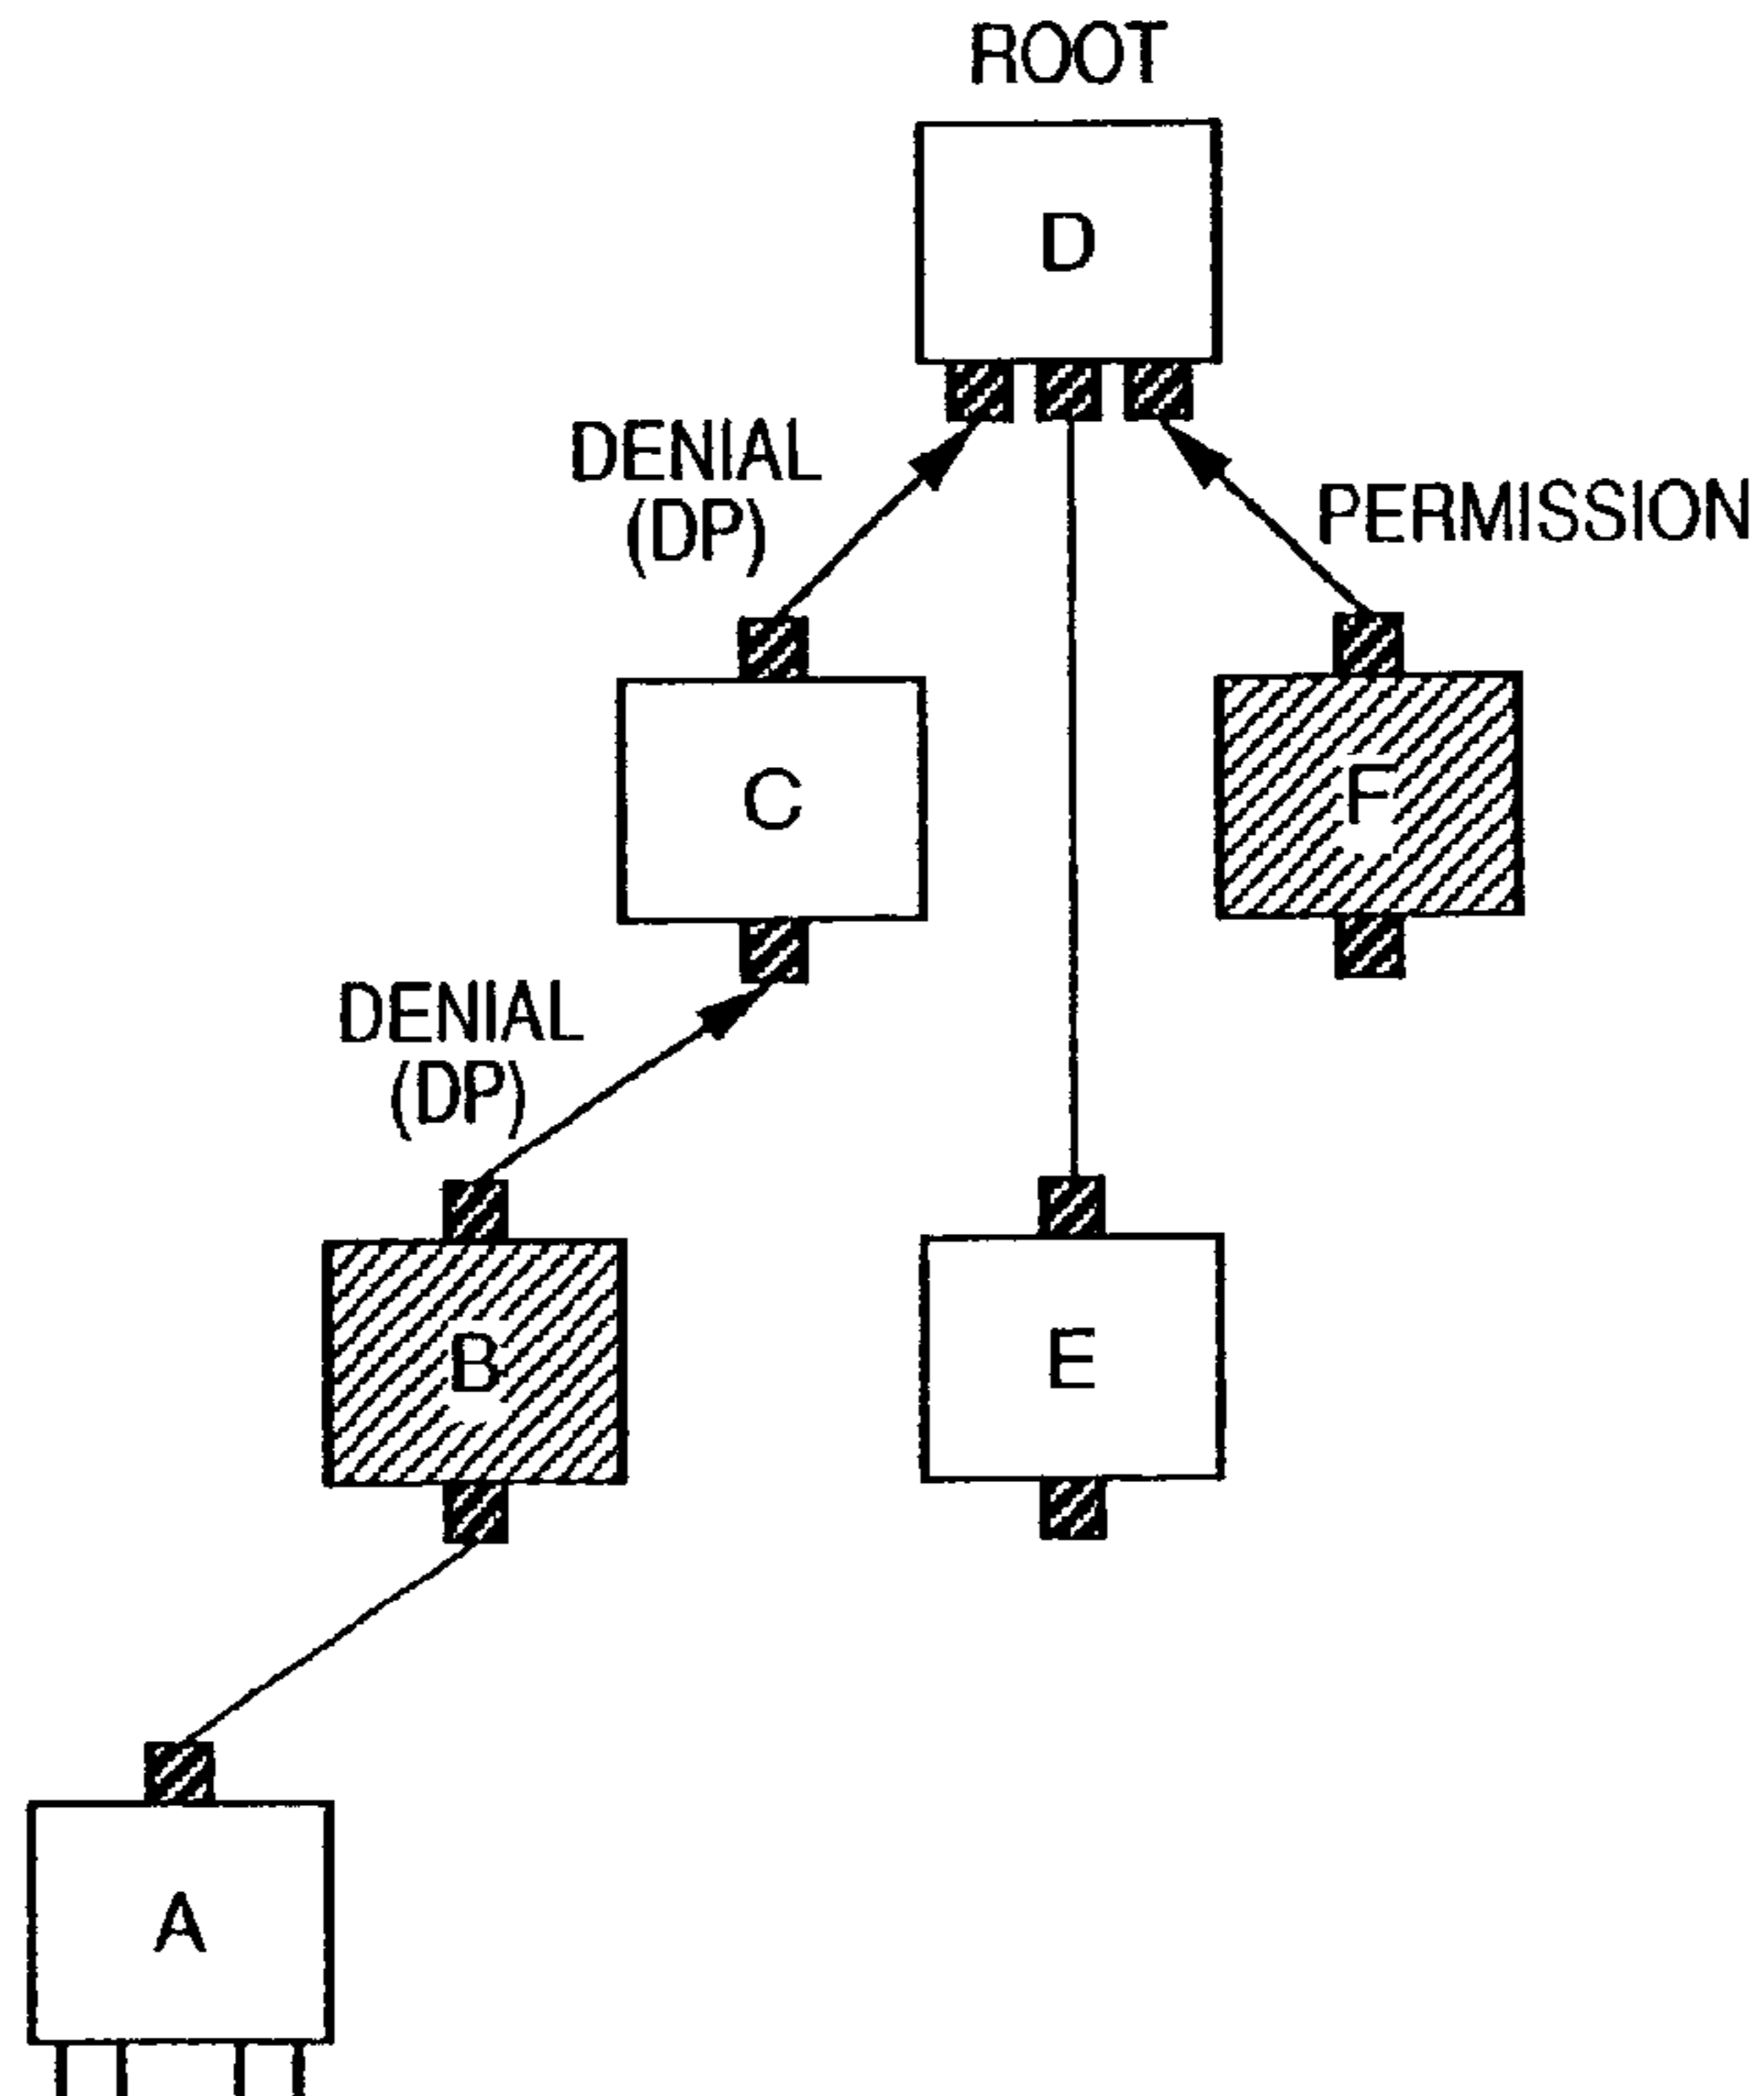 ROOT
D
DENIAL
(DP)
PERMISSION
C
F
DENIAL
(DP)
B
E
A